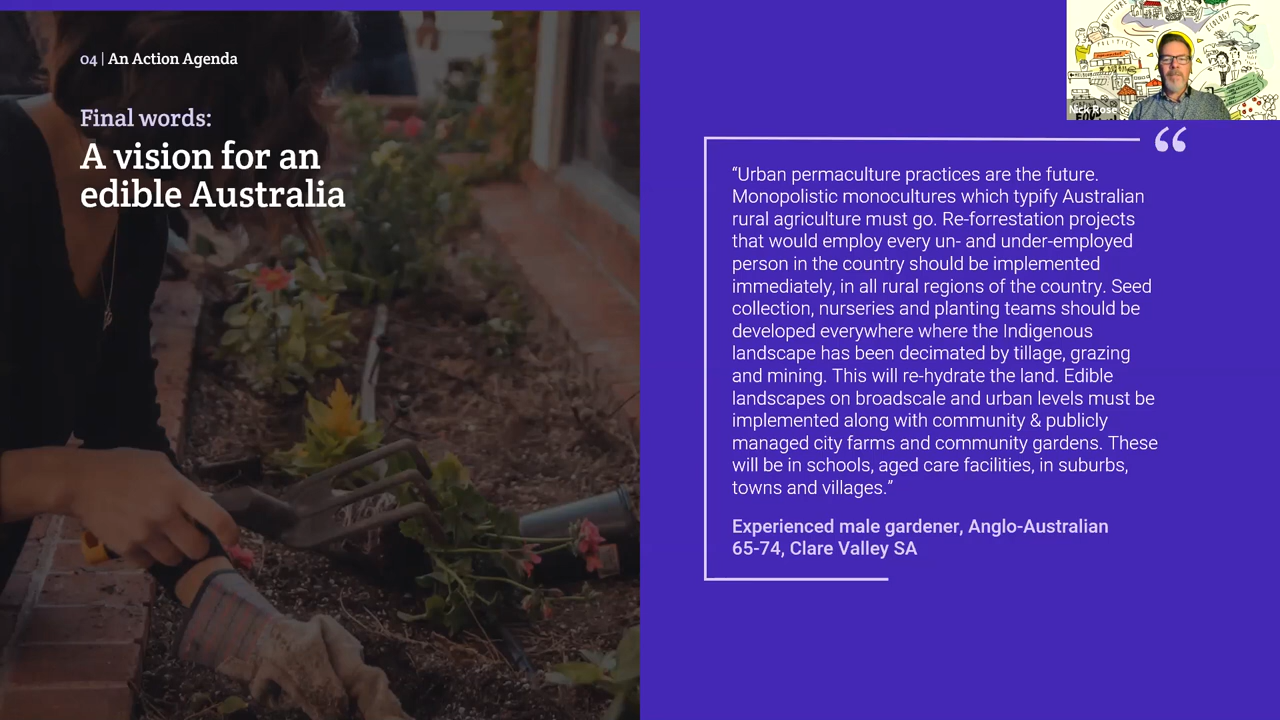 04 | An Action Agenda
Final words:
A vision for an
edible Australia
“
“Urban permaculture practices are the future.
Monopolistic monocultures which typify Australian
rural agriculture must go. Re-forrestation projects
that would employ every un- and under-employed
person in the country should be implemented
immediately, in all rural regions of the country. Seed
collection, nurseries and planting teams should be
developed everywhere where the Indigenous
landscape has been decimated by tillage, grazing
and mining. This will re-hydrate the land. Edible
landscapes on broadscale and urban levels must be
implemented along with community & publicly
managed city farms and community gardens. These
will be in schools, aged care facilities, in suburbs,
towns and villages.”
Experienced male gardener, Anglo-Australian
65-74, Clare Valley SA
CULTURE
ECOLOGY
POLITICS
Nick Rose